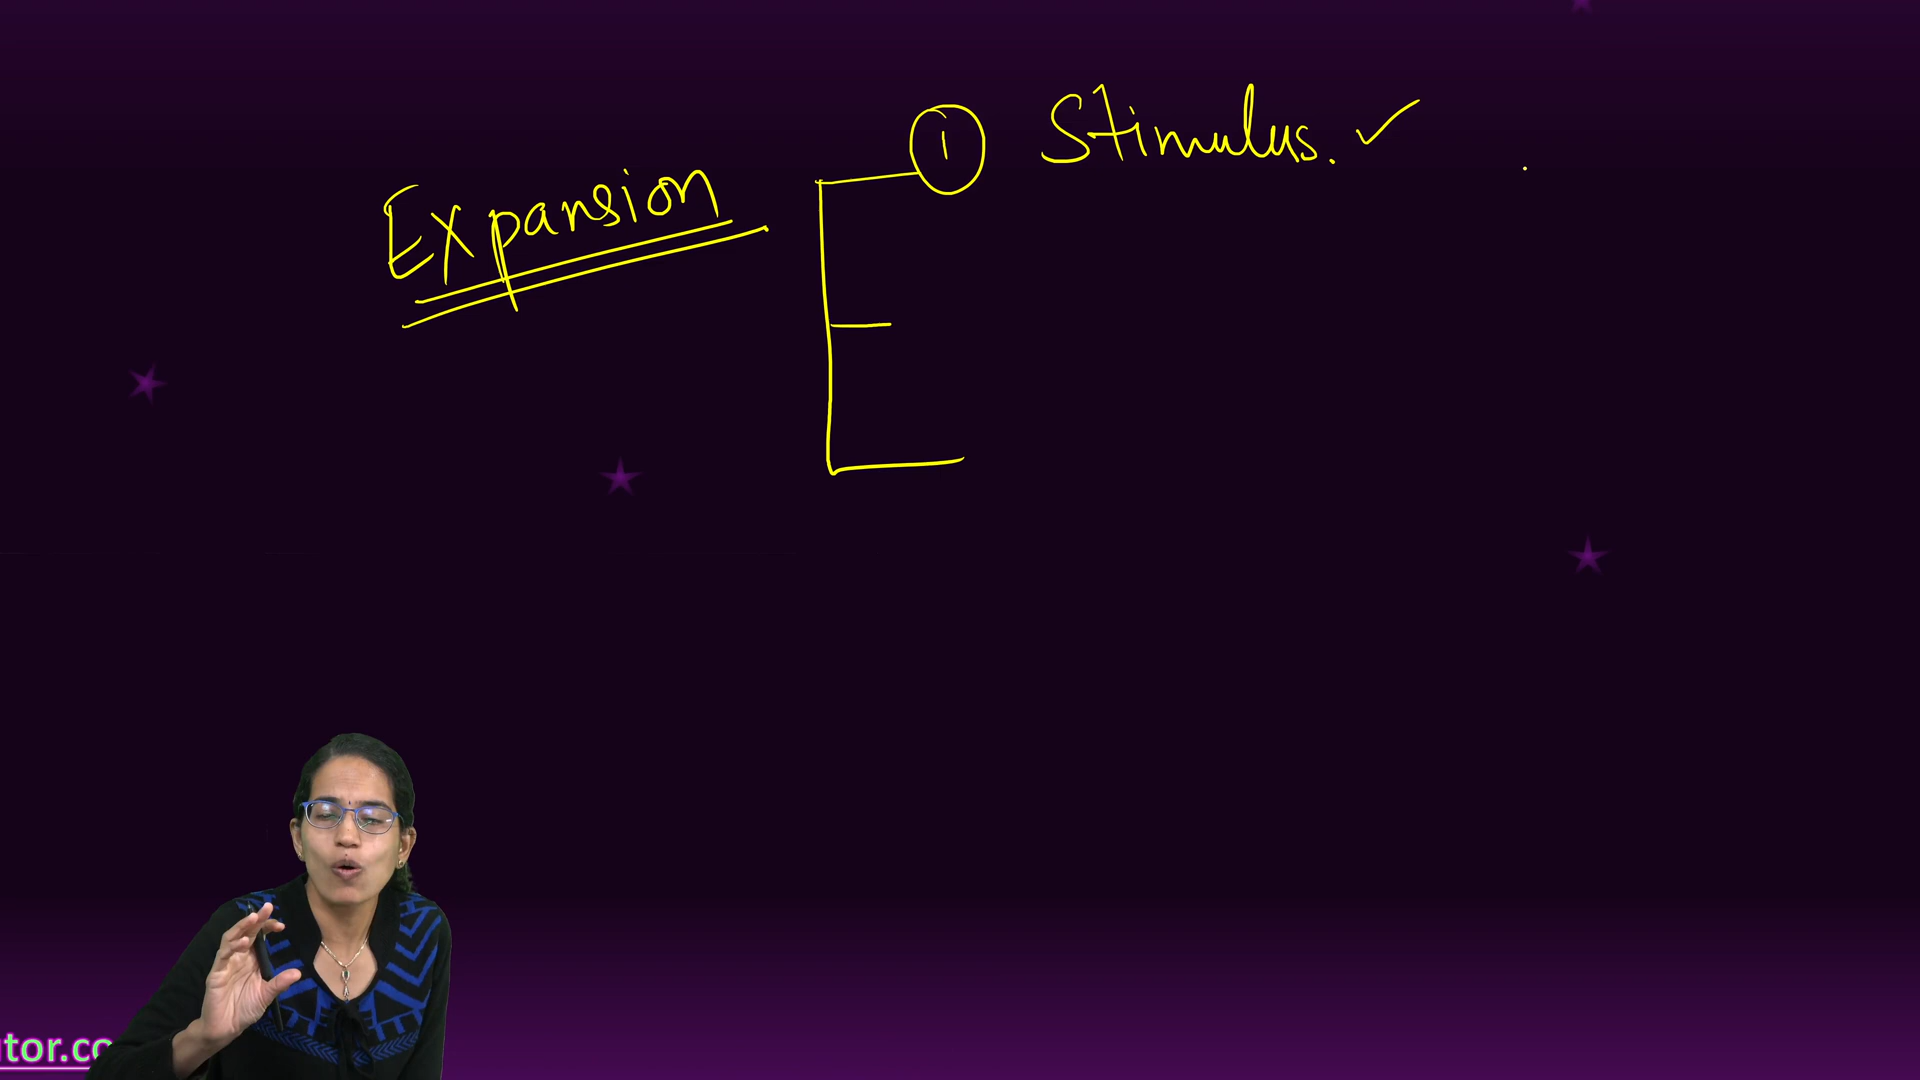 ① Stimulus. ✓
Expansion
tor.co